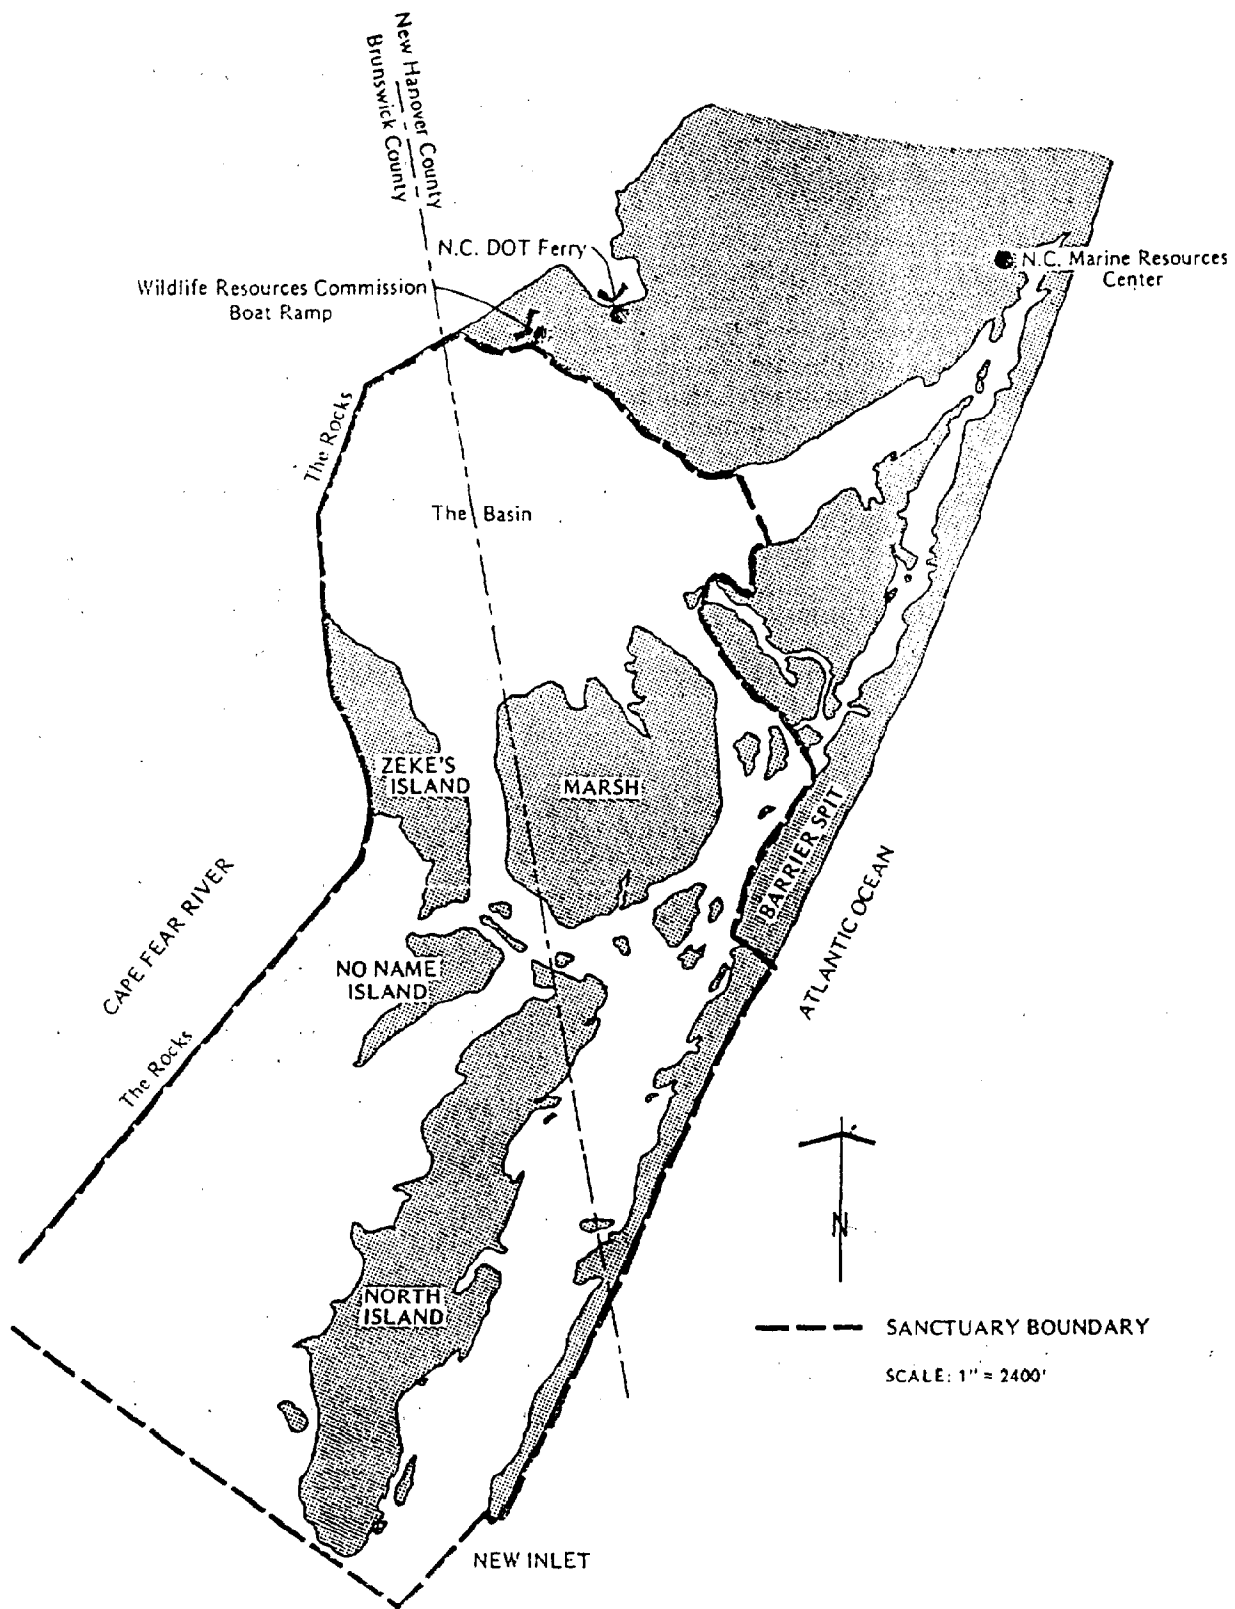 New Hanover County
Brunswick County
N.C. DOT Ferry
N.C. Marine Resources
Center
Wildlife Resources Commission
Boat Ramp
The Rocks
The Basin
ZEKE'S
ISLAND
MARSH
BARRIER SPIT
ATLANTIC OCEAN
CAPE FEAR RIVER
NO NAME
ISLAND
The Rocks
N
NORTH
ISLAND
SANCTUARY BOUNDARY
SCALE: 1" = 2400'
NEW INLET